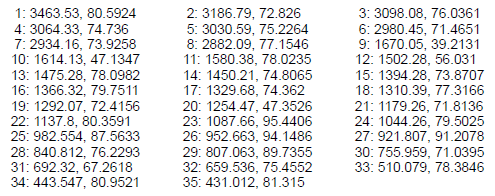 1: 3463.53, 80.5924 2: 3186.79, 72.826 3: 3098.08, 76.0361
4: 3064.33, 74.736 5: 3030.59, 75.2264 6: 2980.45, 71.4651
7: 2934.16, 73.9258 8: 2882.09, 77.1546 9: 1670.05, 39.2131
10: 1614.13, 47.1347 11: 1580.38, 78.0235 12: 1502.28, 56.031
13: 1475.28, 78.0982 14: 1450.21, 74.8065 15: 1394.28, 73.8707
16: 1366.32, 79.7511 17: 1329.68, 74.362 18: 1310.39, 77.3166
19: 1292.07, 72.4156 20: 1254.47, 47.3526 21: 1179.26, 71.8136
22: 1137.8, 80.3591 23: 1087.66, 95.4406 24: 1044.26, 79.5025
25: 982.554, 87.5633 26: 952.663, 94.1486 27: 921.807, 91.2078
28: 840.812, 76.2293 29: 807.063, 89.7355 30: 755.959, 71.0395
31: 692.32, 67.2618 32: 659.536, 75.4552 33: 510.079, 78.3846
34: 443.547, 80.9521 35: 431.012, 81.315